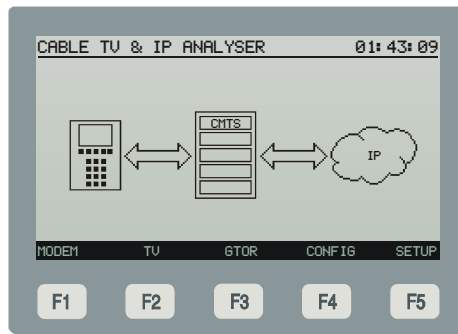 CABLE TV & IP ANALYSER 01:43:09
CMTS
IP
MODEM TV GTOR CONFIG SETUP
F1 F2 F3 F4 F5